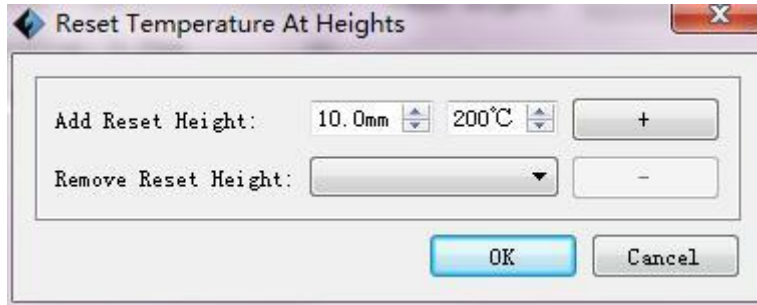 Reset Temperature At Heights
Add Reset Height: 10.0mm 200℃ +
Remove Reset Height: -
OK Cancel